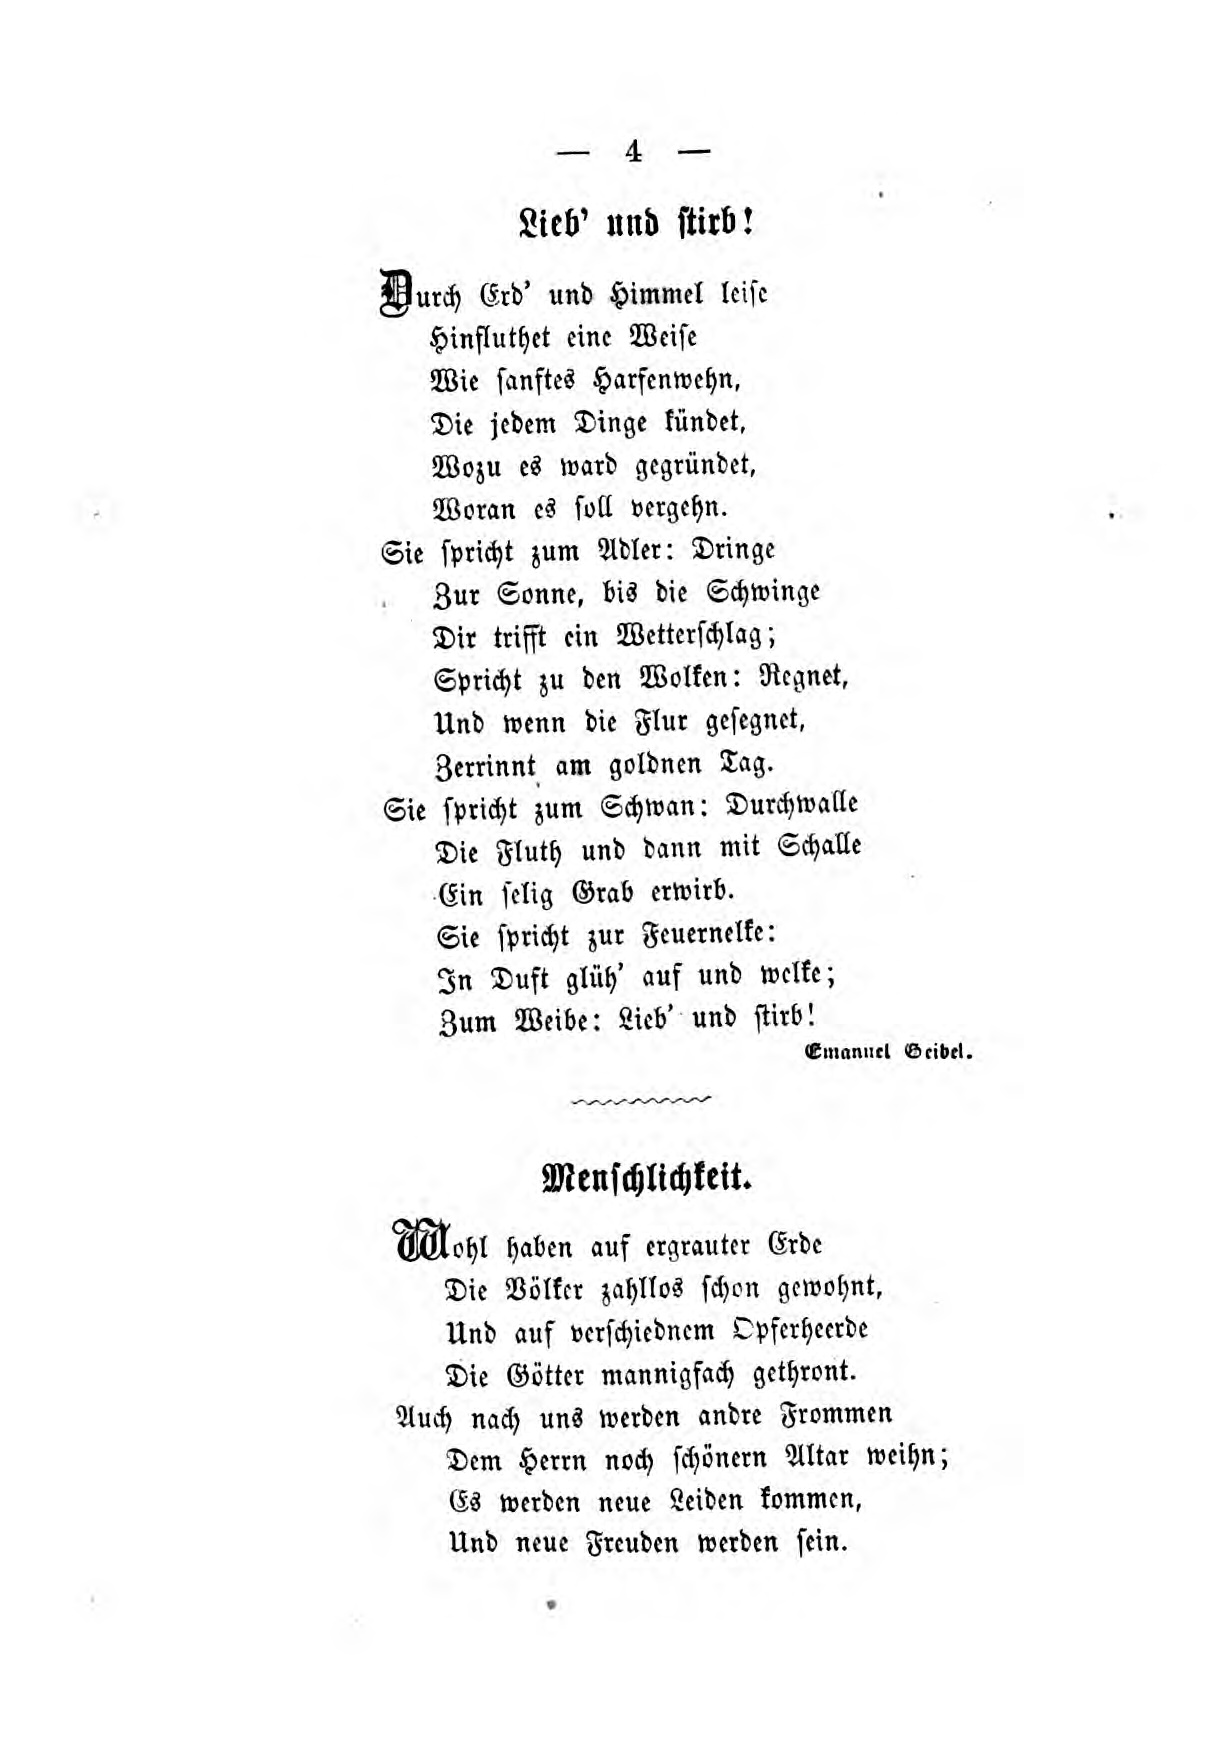 — 4 —
Lieb' und stirb!
Durch Erd' und Himmel leise
Hinfluthet eine Weise
Wie sanftes Harfenwehn,
Die jedem Dinge kündet,
Wozu es ward gegründet,
Woran es soll vergehn.
Sie spricht zum Adler: Dringe
Zur Sonne, bis die Schwinge
Dir trifft ein Wetterschlag;
Spricht zu den Wolken: Regnet,
Und wenn die Flur gesegnet,
Zerrinnt am goldnen Tag.
Sie spricht zum Schwan: Durchwalle
Die Fluth und dann mit Schalle
Ein selig Grab erwirb.
Sie spricht zur Feuernelke:
In Duft glüh' auf und welke;
Zum Weibe: Lieb' und stirb!
Emanuel Geibel.
Menschlichkeit.
Wohl haben auf ergrauter Erde
Die Völker zahllos schon gewohnt,
Und auf verschiednem Opferheerde
Die Götter mannigfach gethront.
Auch nach uns werden andre Frommen
Dem Herrn noch schönern Altar weihn;
Es werden neue Leiden kommen,
Und neue Freuden werden sein.